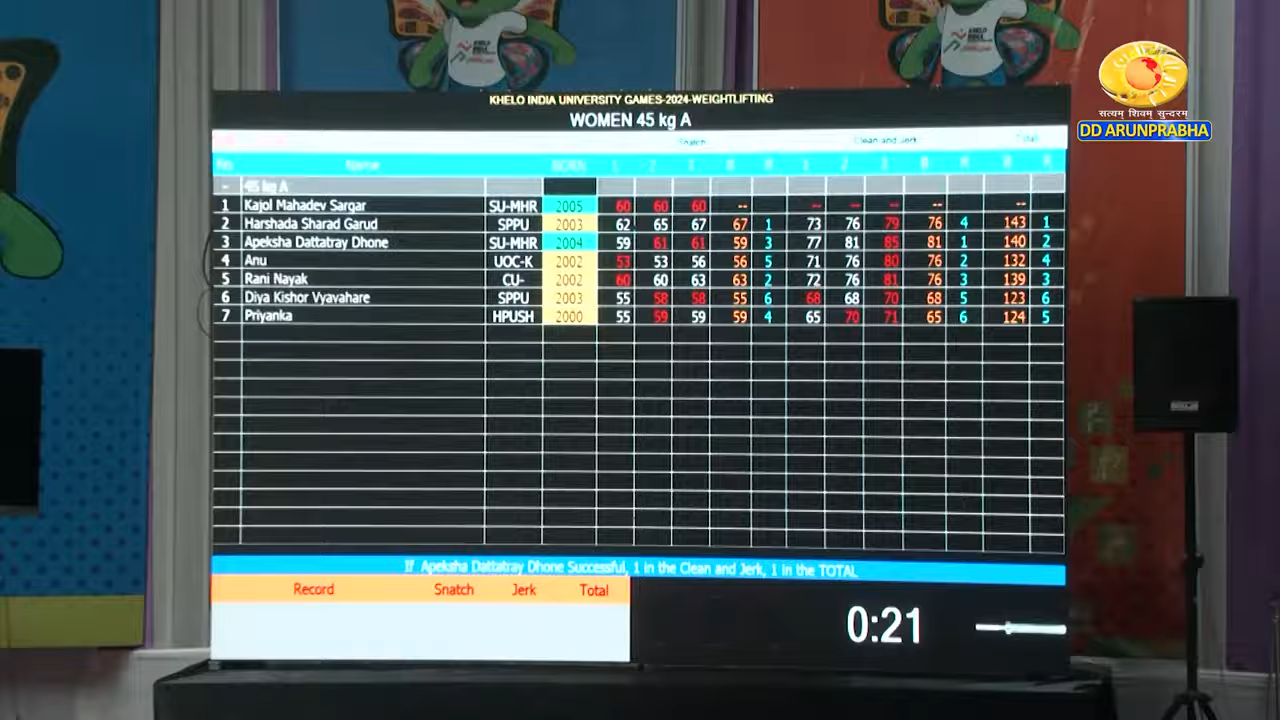 KHELO INDIA
KHELO INDIA
सत्यम् शिवम् सुन्दरम्
DD ARUNPRABHA
KHELO INDIA UNIVERSITY GAMES-2024-WEIGHTLIFTING
WOMEN 45 kg A
Snatch Clean and Jerk Total
No Name BORN 1 2 3 B R 1 2 3 B R B R
- 45 kg A
1 Kajol Mahadev Sargar SU-MHR 2005 60 60 60 -- -- -- -- -- --
2 Harshada Sharad Garud SPPU 2003 62 65 67 67 1 73 76 79 76 4 143 1
3 Apeksha Dattatray Dhone SU-MHR 2004 59 61 61 59 3 77 81 85 81 1 140 2
4 Anu UOC-K 2002 53 53 56 56 5 71 76 80 76 2 132 4
5 Rani Nayak CU- 2002 60 60 63 63 2 72 76 81 76 3 139 3
6 Diya Kishor Vyavahare SPPU 2003 55 58 58 55 6 68 68 70 68 5 123 6
7 Priyanka HPUSH 2000 55 59 59 59 4 65 70 71 65 6 124 5
If Apeksha Dattatray Dhone Successful, 1 in the Clean and Jerk, 1 in the TOTAL
Record Snatch Jerk Total
0:21